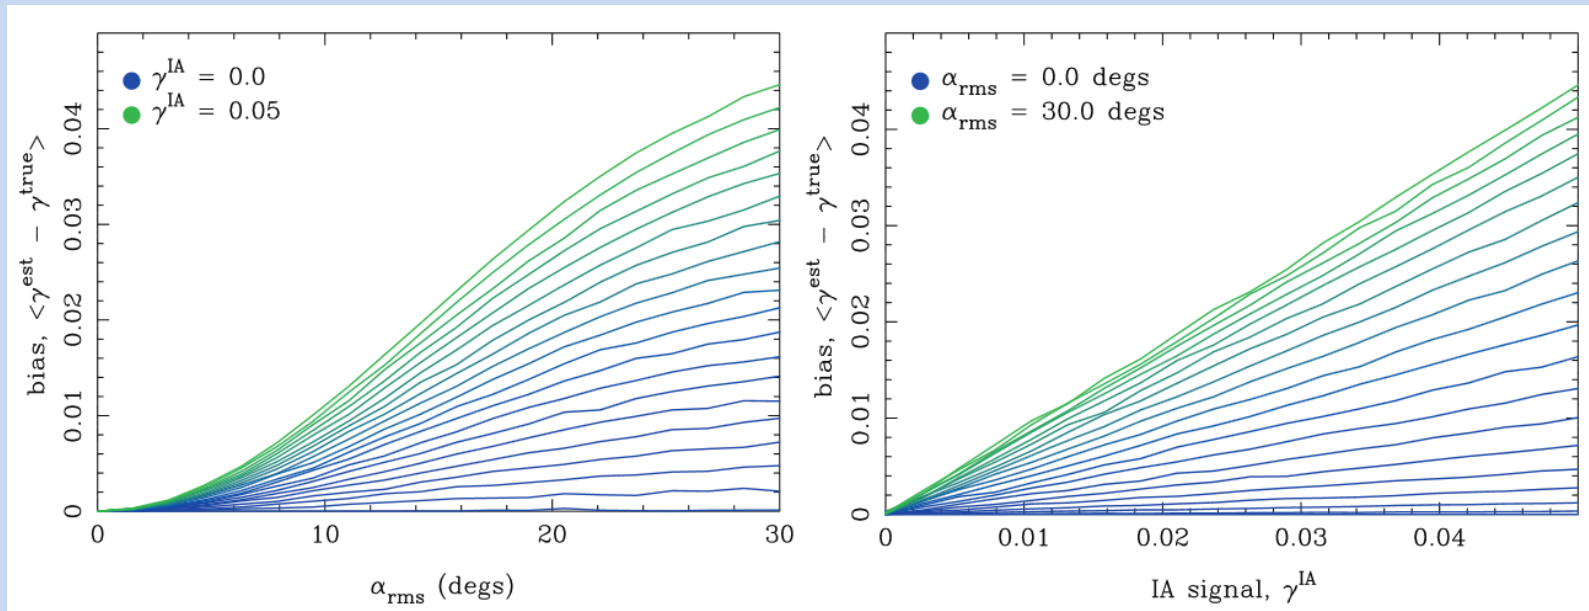 γ^IA = 0.0
γ^IA = 0.05
bias, <γ^est − γ^true>
0
0.01
0.02
0.03
0.04
0
10
20
30
α_rms (degs)
α_rms = 0.0 degs
α_rms = 30.0 degs
bias, <γ^est − γ^true>
0
0.01
0.02
0.03
0.04
0
0.01
0.02
0.03
0.04
IA signal, γ^IA